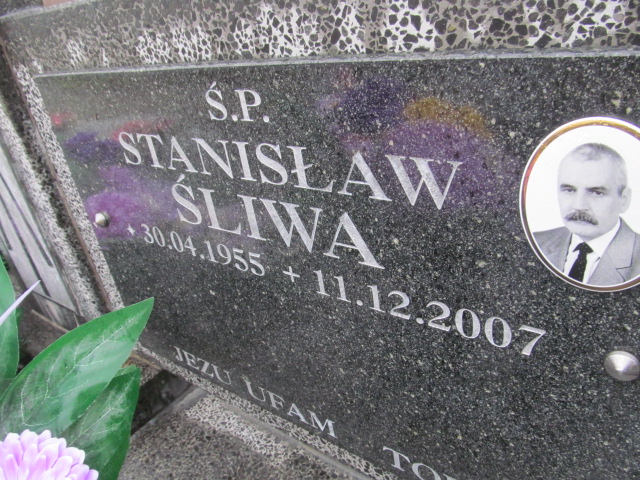 Ś.P.
STANISŁAW
ŚLIWA
* 30.04.1955 + 11.12.2007
JEZU UFAM